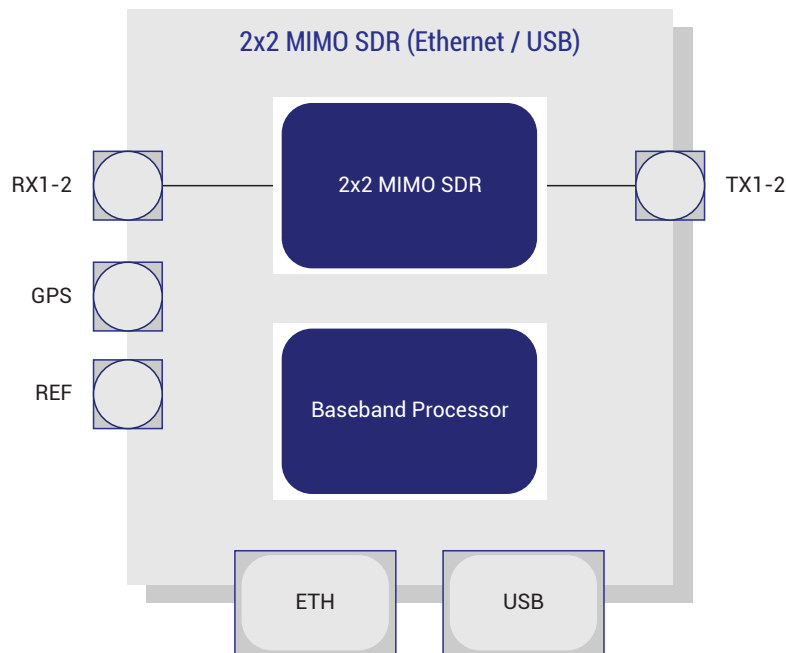 2x2 MIMO SDR (Ethernet / USB)
RX1-2
2x2 MIMO SDR
TX1-2
GPS
REF
Baseband Processor
ETH
USB